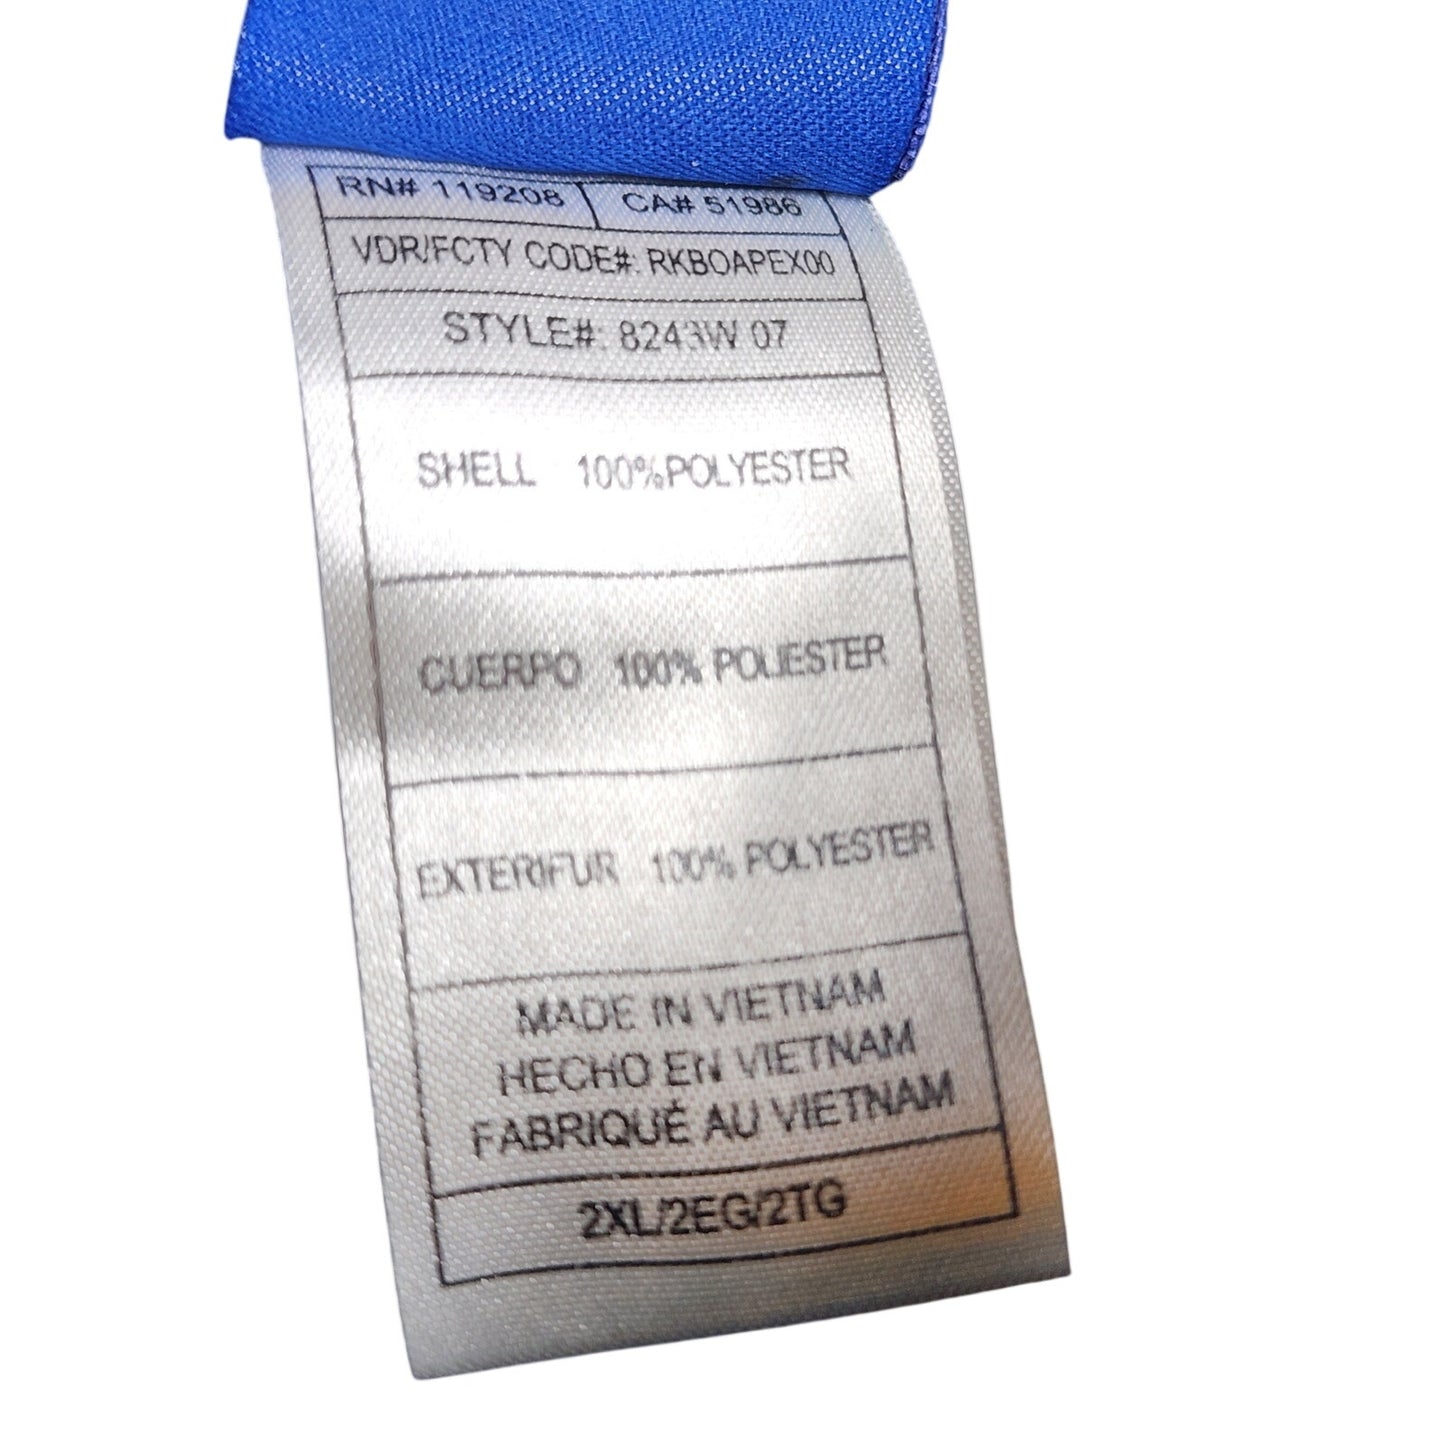 RN# 119208 CA# 51986
VDR/FCTY CODE#: RKBOAPEX00
STYLE#: 8243W 07
SHELL 100%POLYESTER
CUERPO 100% POLIESTER
EXTERIFUR 100% POLYESTER
MADE IN VIETNAM
HECHO EN VIETNAM
FABRIQUÉ AU VIETNAM
2XL/2EG/2TG